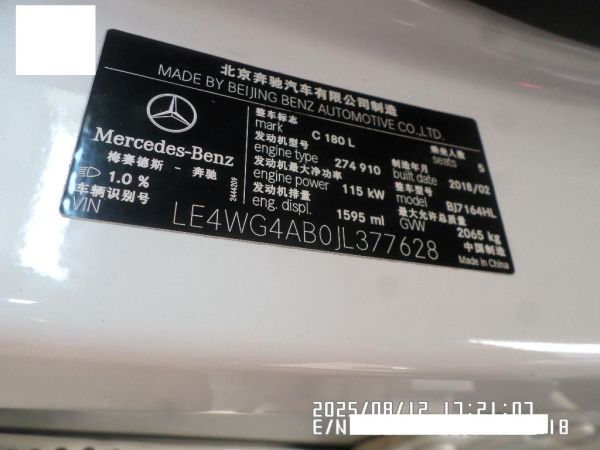 北京奔驰汽车有限公司制造
MADE BY BEIJING BENZ AUTOMOTIVE CO.,LTD.
Mercedes-Benz
梅赛德斯 - 奔驰
1.0 %
2444209
整车标志 mark C 180 L
乘坐人数 seats 5
发动机型号 engine type 274 910
制造年月 built date 2018/02
发动机最大净功率 engine power 115 kW
整车型号 model BJ7164HL
发动机排量 eng. displ. 1595 ml
最大允许总质量 GVW 2065 kg
车辆识别号 VIN LE4WG4AB0JL377628
中国制造
Made in China
2025/08/12 17:21:07
E/N
18